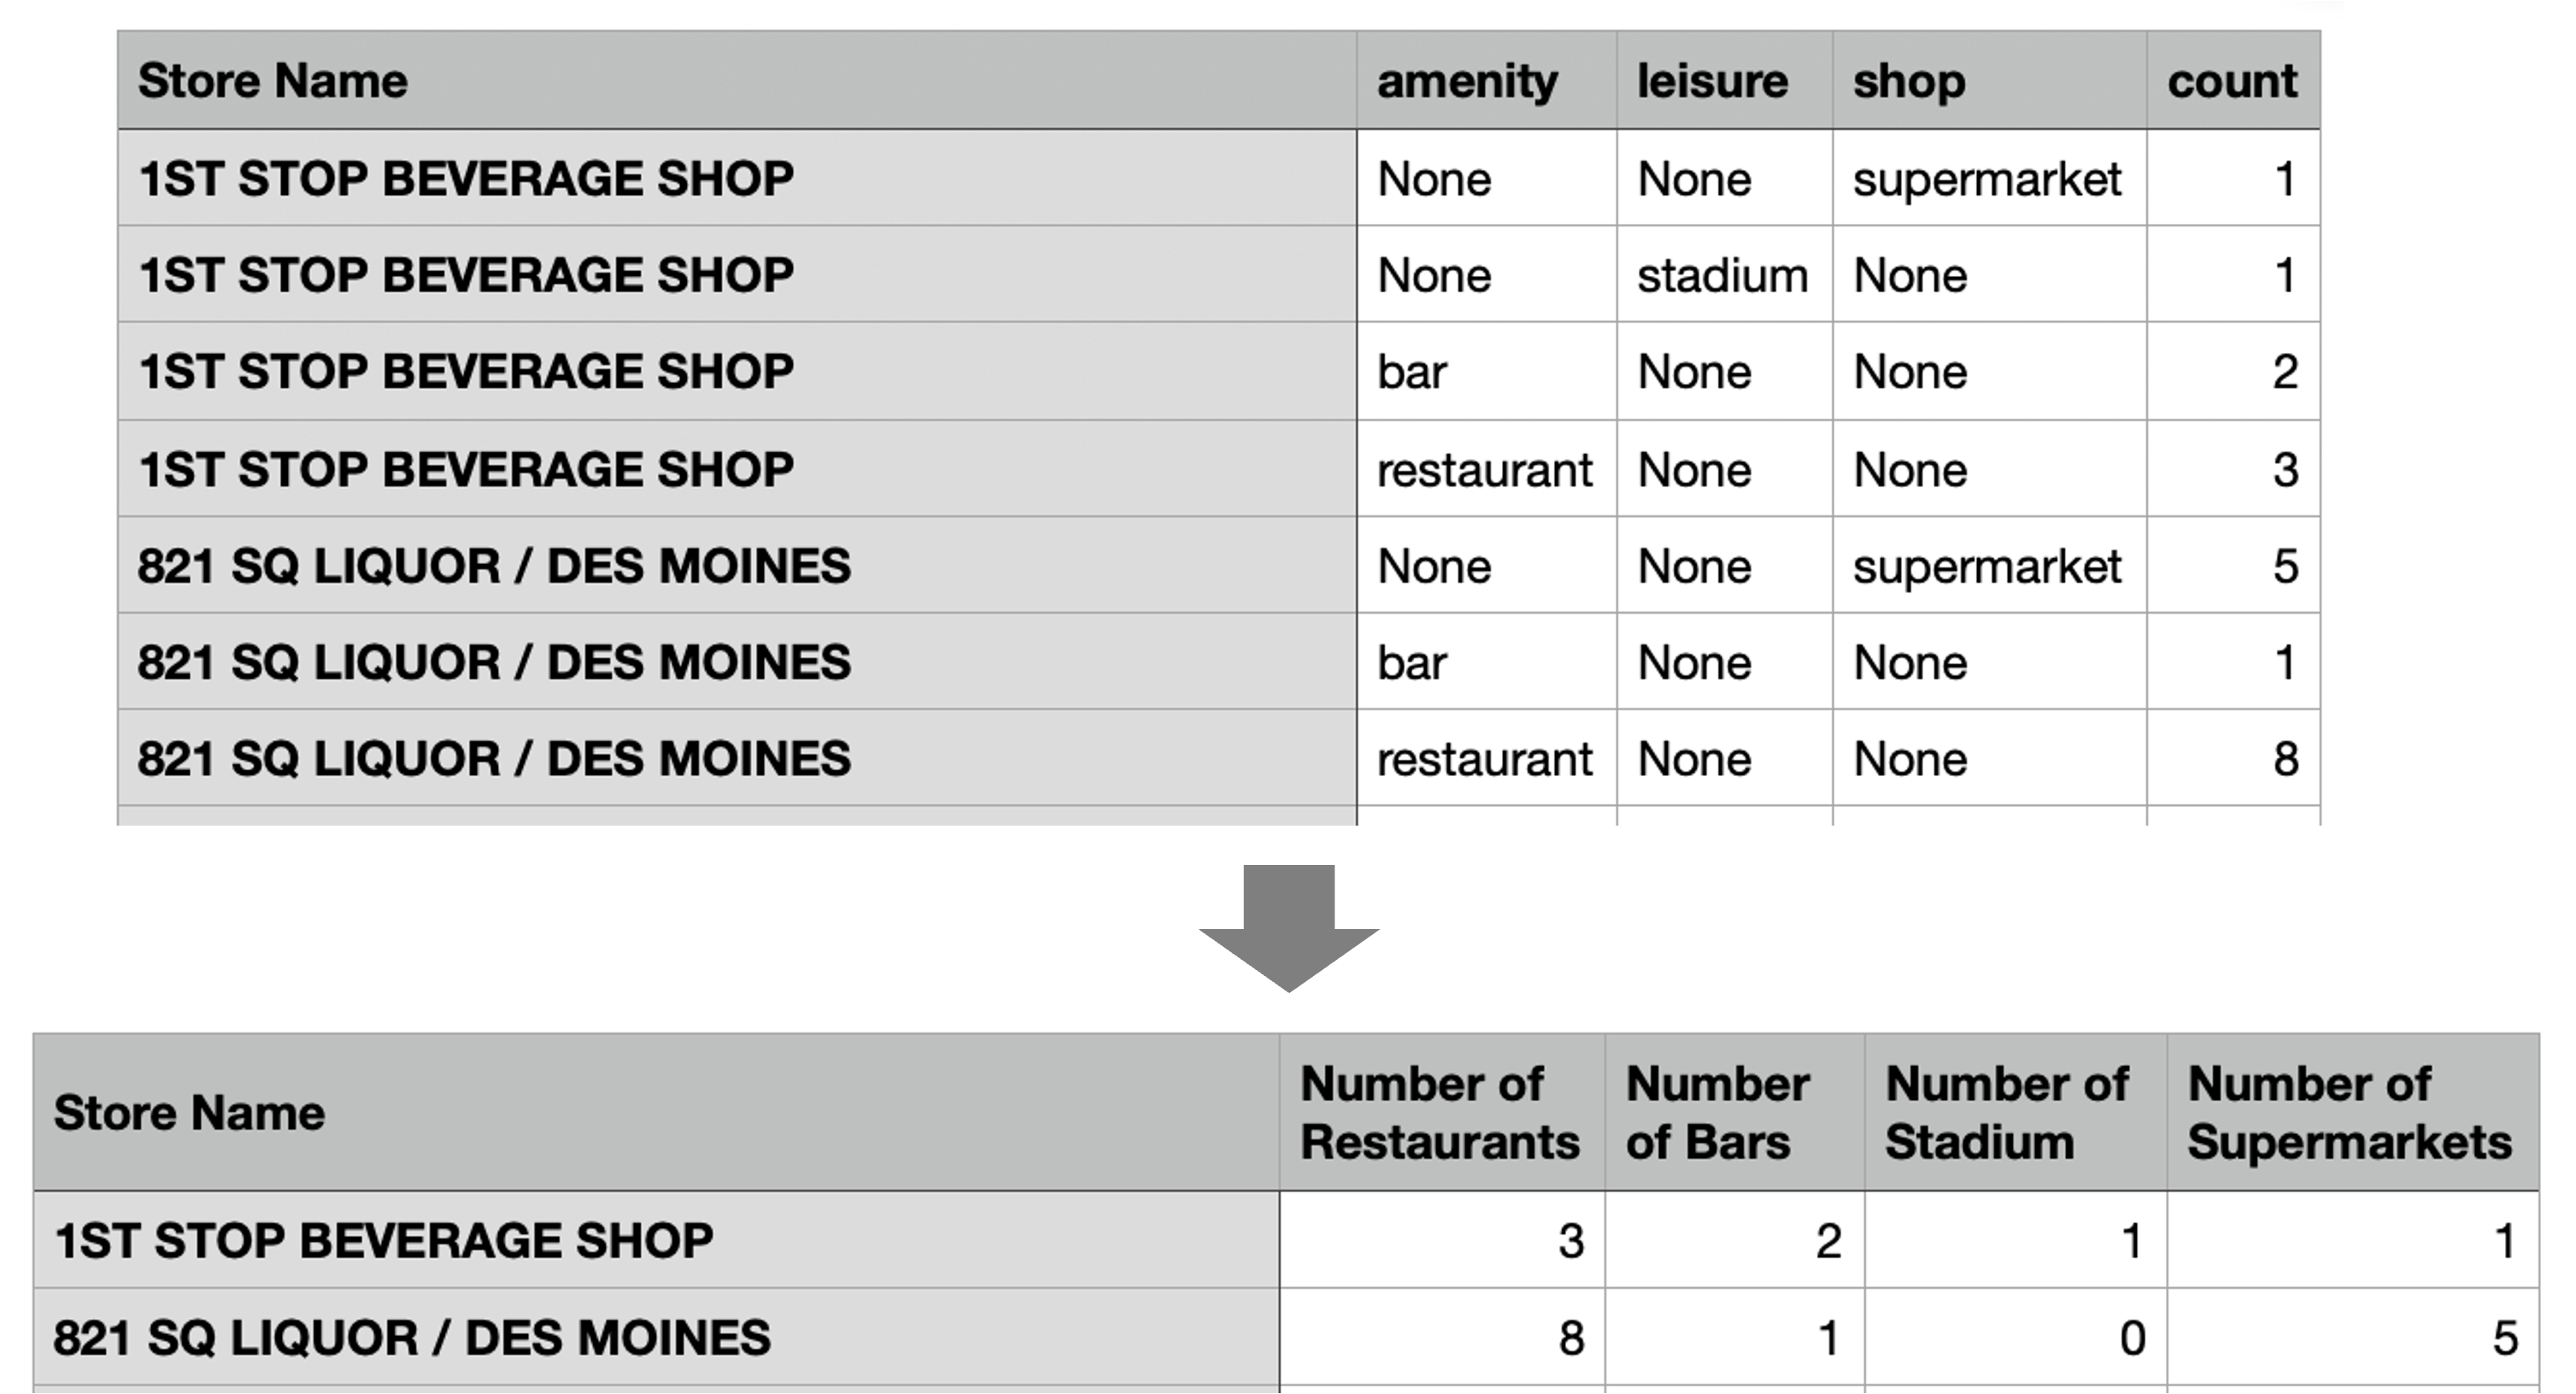 Store Name amenity leisure shop count
1ST STOP BEVERAGE SHOP None None supermarket 1
1ST STOP BEVERAGE SHOP None stadium None 1
1ST STOP BEVERAGE SHOP bar None None 2
1ST STOP BEVERAGE SHOP restaurant None None 3
821 SQ LIQUOR / DES MOINES None None supermarket 5
821 SQ LIQUOR / DES MOINES bar None None 1
821 SQ LIQUOR / DES MOINES restaurant None None 8
Store Name Number of Restaurants Number of Bars Number of Stadium Number of Supermarkets
1ST STOP BEVERAGE SHOP 3 2 1 1
821 SQ LIQUOR / DES MOINES 8 1 0 5